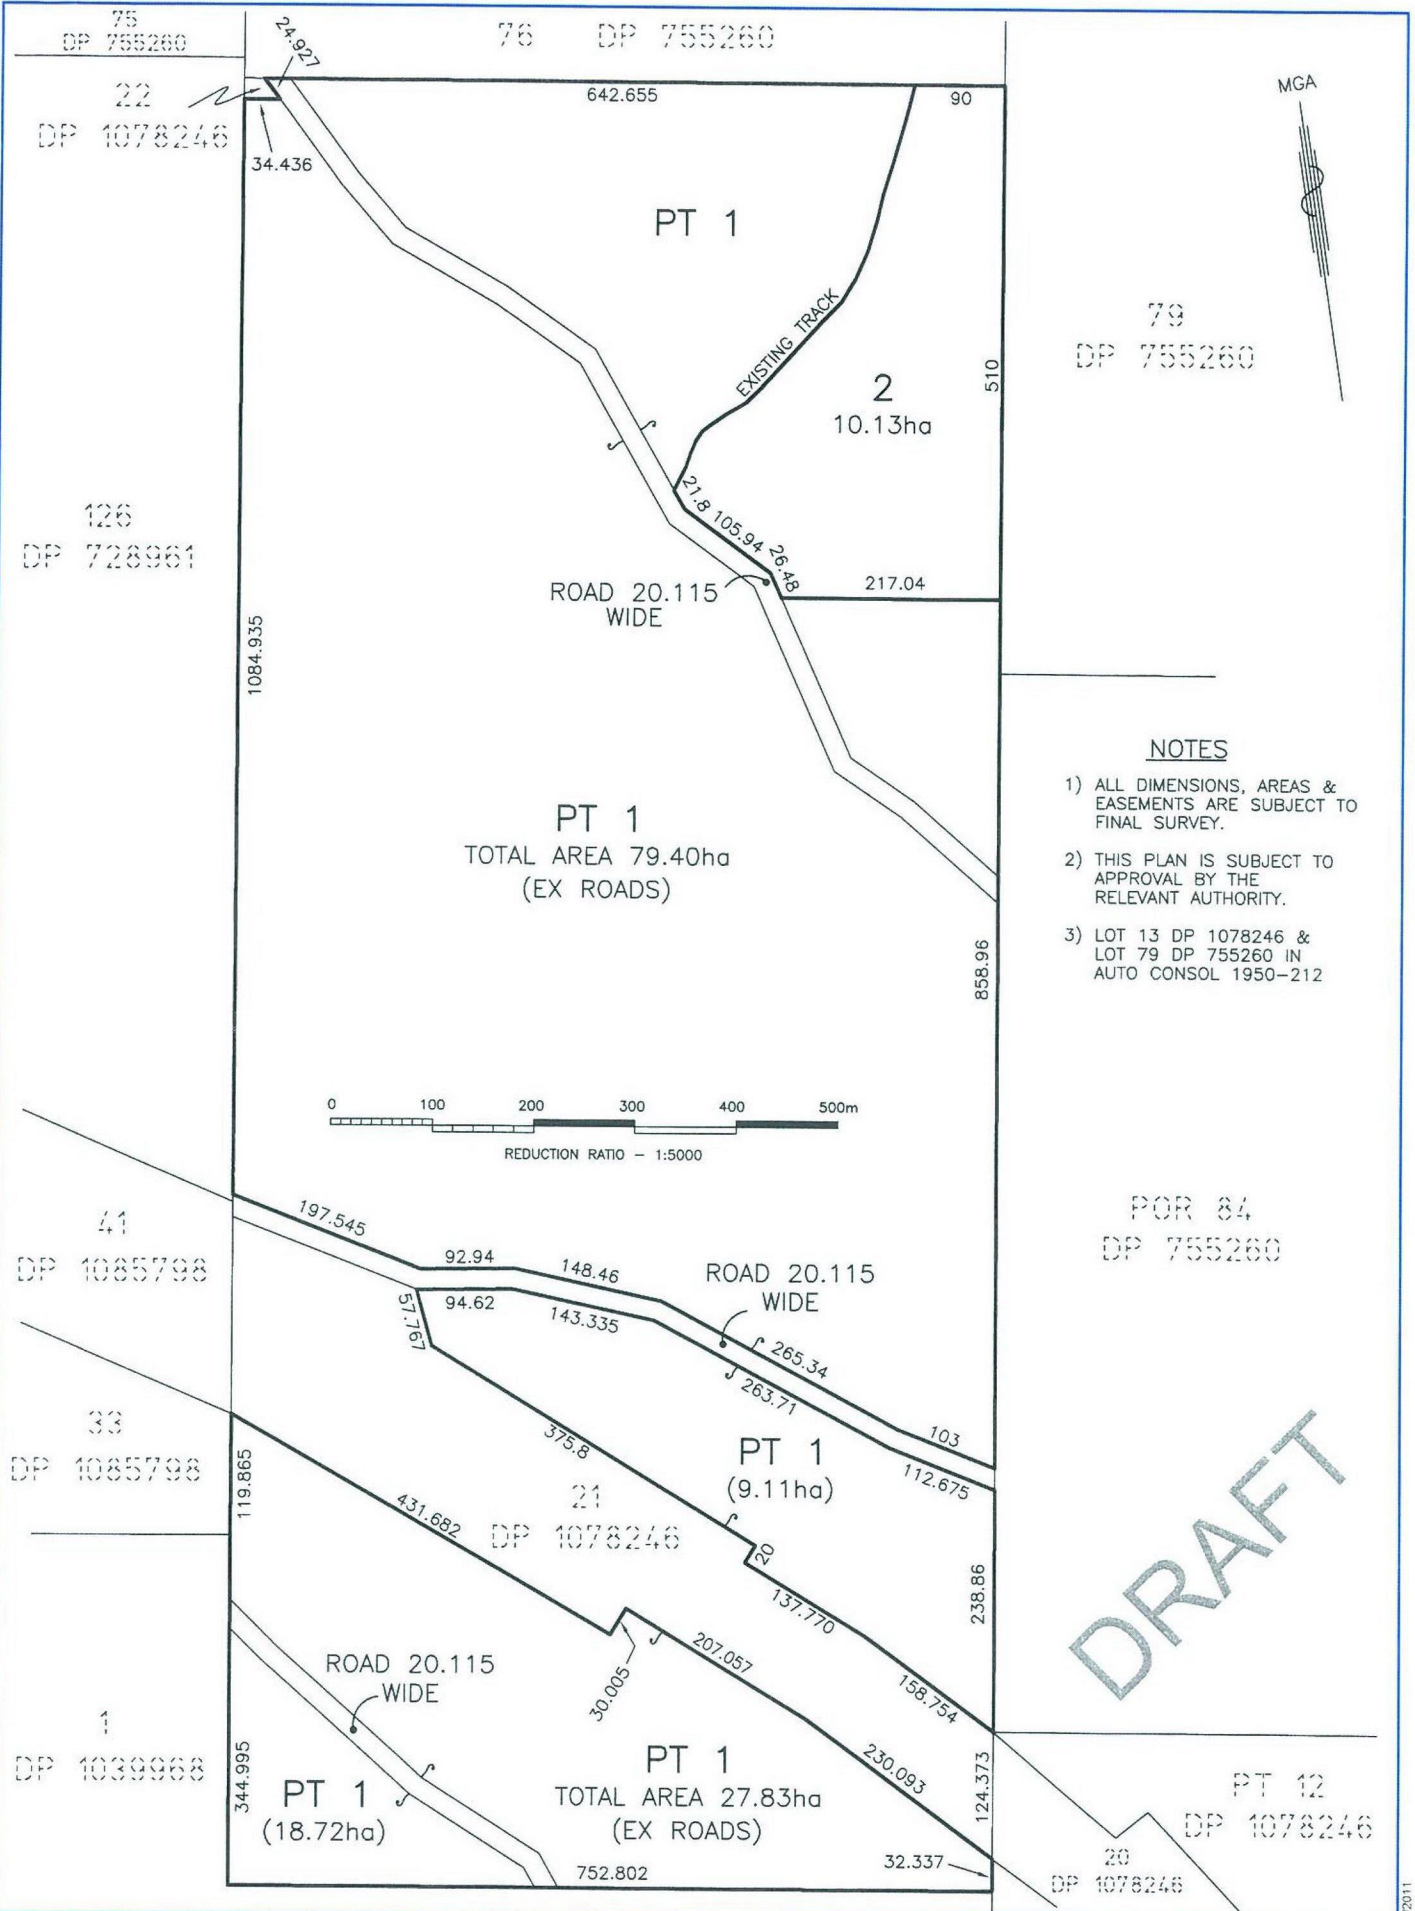 75
DP 755260
24.927
76 DP 755260
MGA
22
DP 1078246
34.436
642.655
90
PT 1
EXISTING TRACK
2
10.13ha
510
79
DP 755260
126
DP 728961
21.8
105.94
26.48
217.04
ROAD 20.115
WIDE
1084.935
PT 1
TOTAL AREA 79.40ha
(EX ROADS)
858.96
NOTES
1) ALL DIMENSIONS, AREAS &
EASEMENTS ARE SUBJECT TO
FINAL SURVEY.
2) THIS PLAN IS SUBJECT TO
APPROVAL BY THE
RELEVANT AUTHORITY.
3) LOT 13 DP 1078246 &
LOT 79 DP 755260 IN
AUTO CONSOL 1950-212
0 100 200 300 400 500m
REDUCTION RATIO - 1:5000
41
DP 1085798
197.545
92.94
148.46
94.62
143.335
57.767
ROAD 20.115
WIDE
265.34
263.71
103
112.675
POR 84
DP 755260
33
DP 1085798
119.865
431.682
375.8
21
DP 1078246
PT 1
(9.11ha)
20
137.770
158.754
238.86
DRAFT
ROAD 20.115
WIDE
30.005
207.057
230.093
1
DP 1039968
344.995
PT 1
(18.72ha)
PT 1
TOTAL AREA 27.83ha
(EX ROADS)
752.802
32.337
124.373
PT 12
DP 1078246
20
DP 1078246
2011